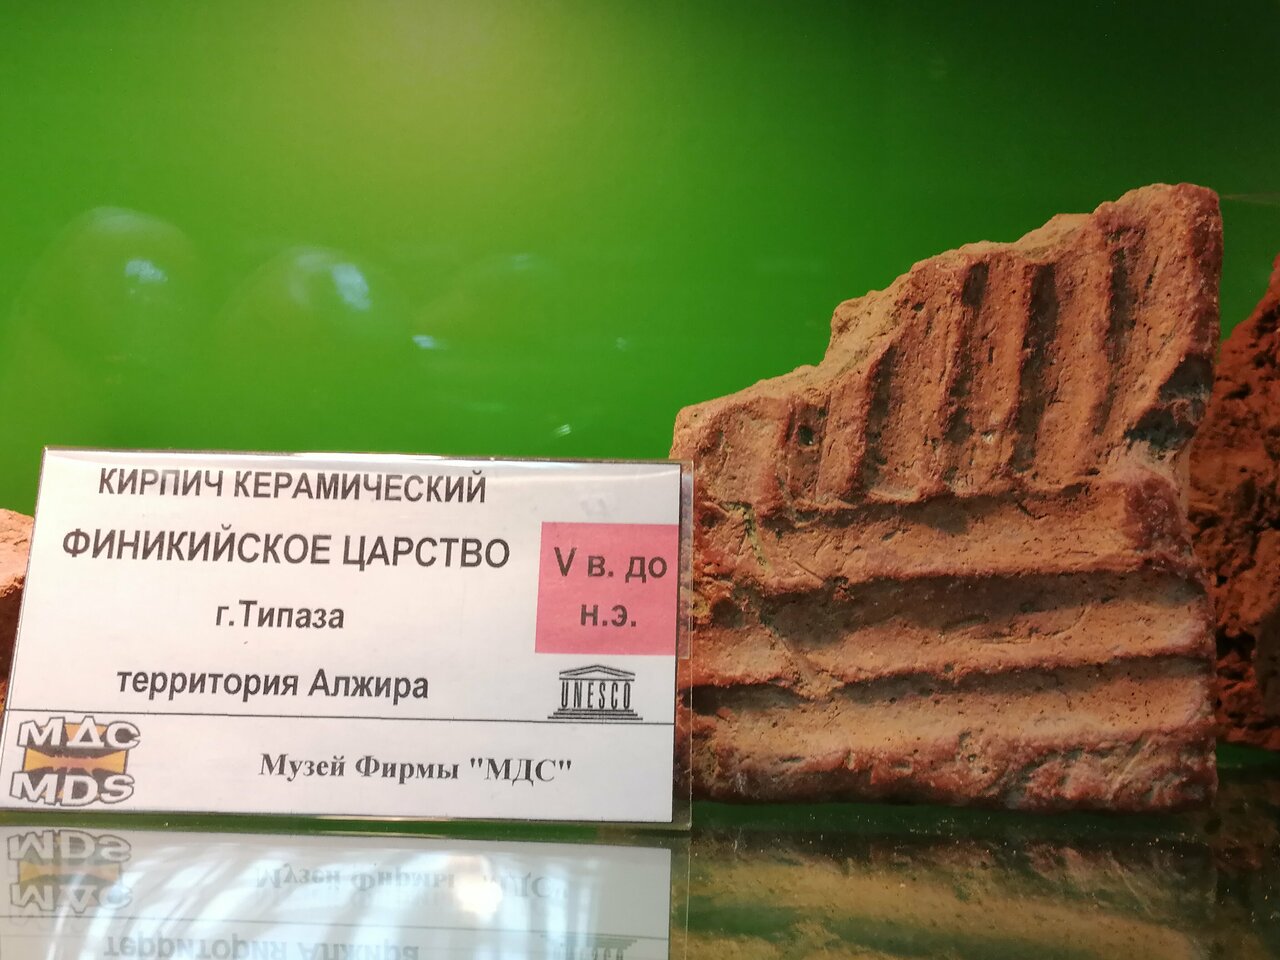 КИРПИЧ КЕРАМИЧЕСКИЙ
ФИНИКИЙСКОЕ ЦАРСТВО
г.Типаза
территория Алжира
V в. до
н.э.
UNESCO
МДС
MDS
Музей Фирмы "МДС"